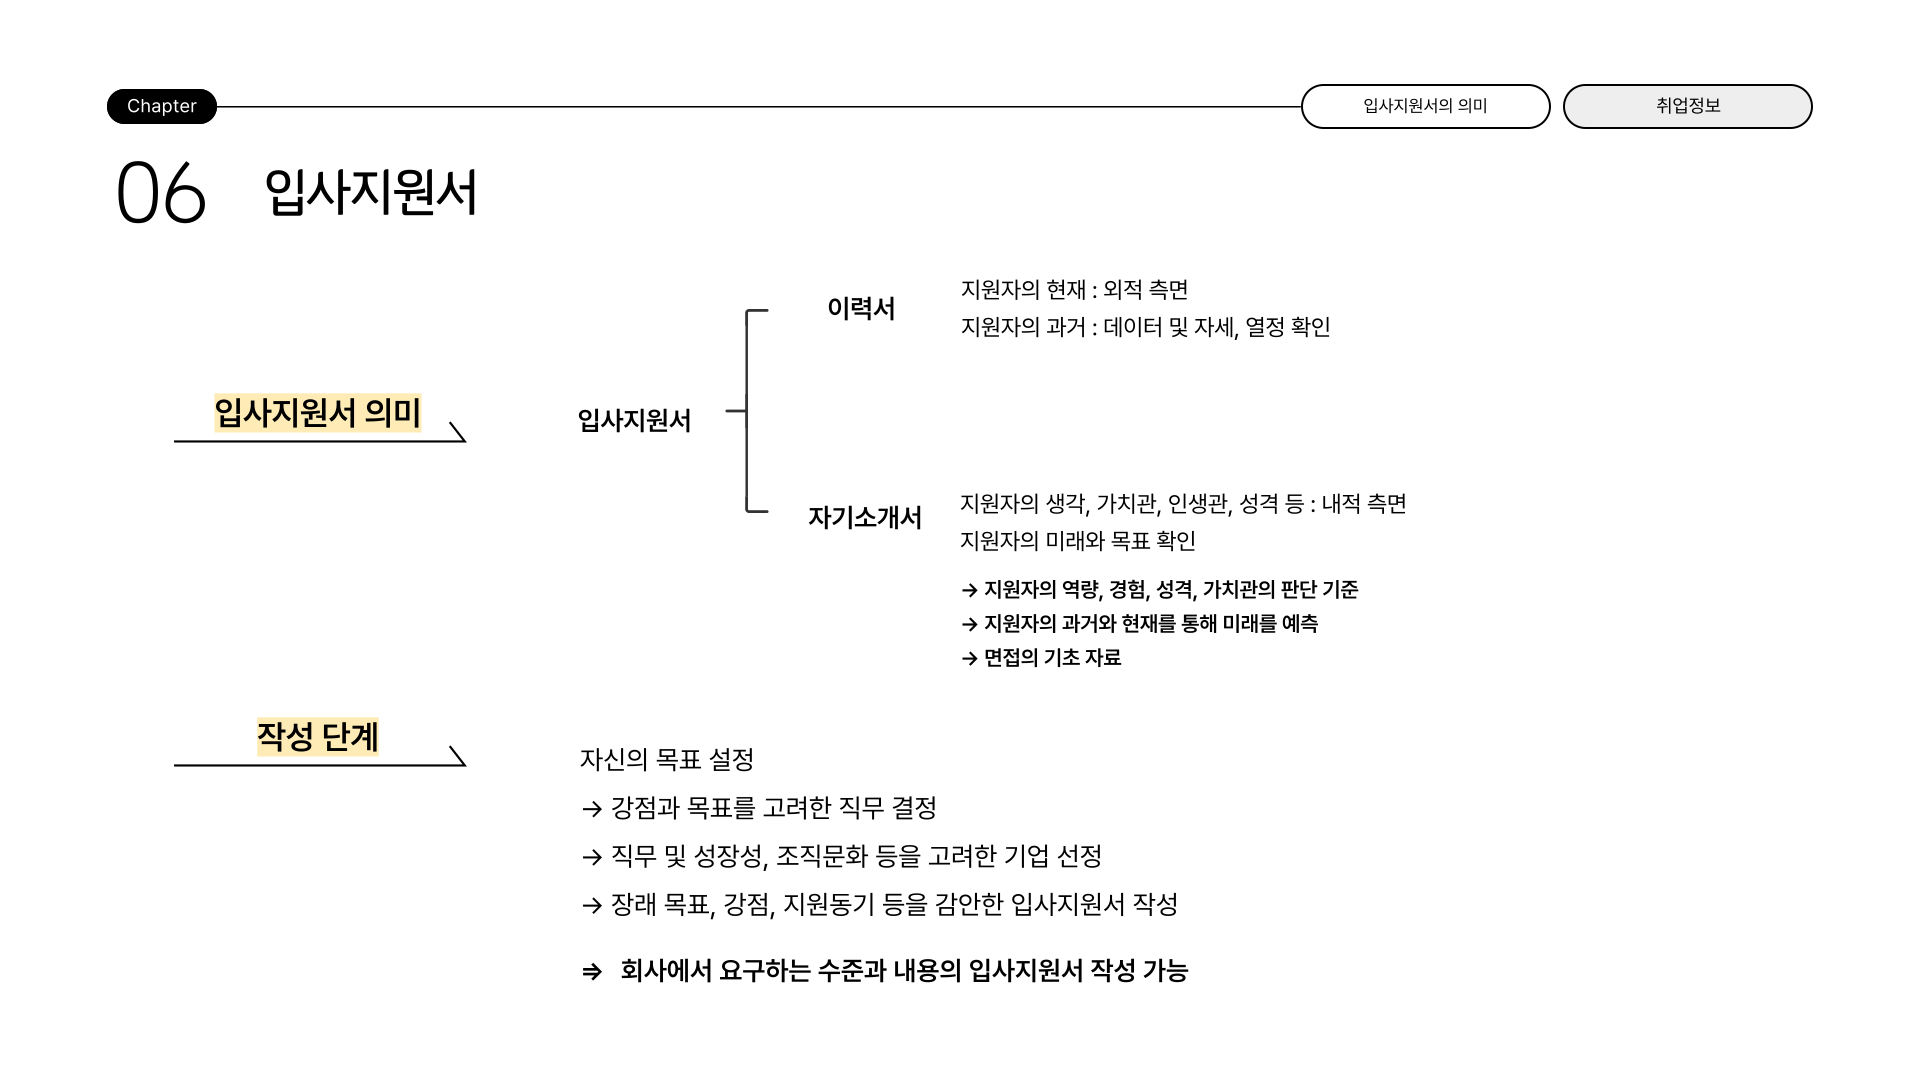 Chapter
입사지원서의 의미
취업정보
06 입사지원서
입사지원서 의미
입사지원서
이력서
지원자의 현재 : 외적 측면
지원자의 과거 : 데이터 및 자세, 열정 확인
자기소개서
지원자의 생각, 가치관, 인생관, 성격 등 : 내적 측면
지원자의 미래와 목표 확인
→ 지원자의 역량, 경험, 성격, 가치관의 판단 기준
→ 지원자의 과거와 현재를 통해 미래를 예측
→ 면접의 기초 자료
작성 단계
자신의 목표 설정
→ 강점과 목표를 고려한 직무 결정
→ 직무 및 성장성, 조직문화 등을 고려한 기업 선정
→ 장래 목표, 강점, 지원동기 등을 감안한 입사지원서 작성
⇒ 회사에서 요구하는 수준과 내용의 입사지원서 작성 가능